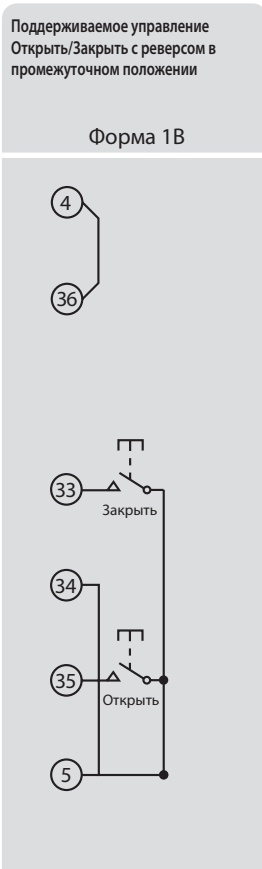 Поддерживаемое управление
Открыть/Закрыть с реверсом в
промежуточном положении
Форма 1В
4
36
33
Закрыть
34
35
Открыть
5